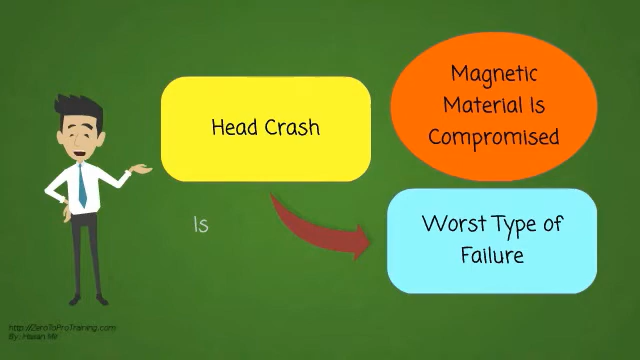 Head Crash
Magnetic
Material Is
Compromised
Is
Worst Type of
Failure
http://ZeroToProTraining.com
By: Hasan Mir